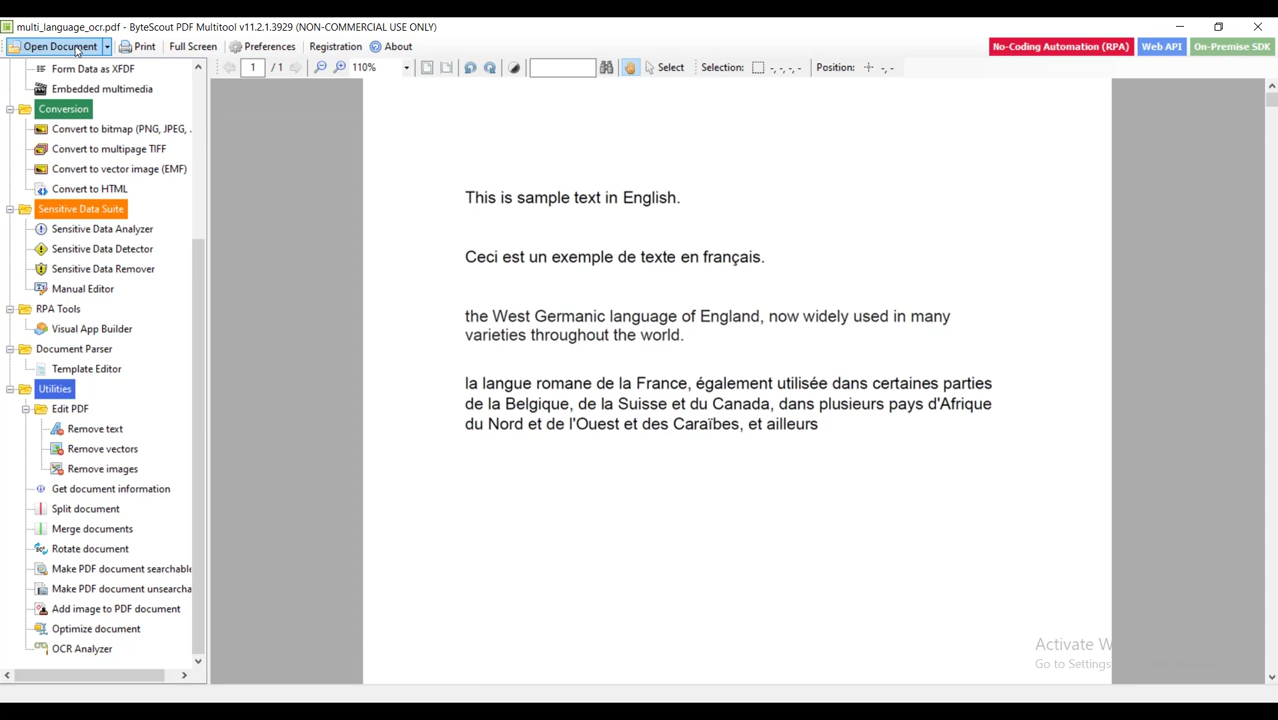 multi_language_ocr.pdf - ByteScout PDF Multitool v11.2.1.3929 (NON-COMMERCIAL USE ONLY)
Open Document Print Full Screen Preferences Registration About No-Coding Automation (RPA) Web API On-Premise SDK
1 / 1 110% Select Selection: -,-,-,- Position: -,-
Form Data as XFDF
Embedded multimedia
Conversion
Convert to bitmap (PNG, JPEG, .
Convert to multipage TIFF
Convert to vector image (EMF)
Convert to HTML
Sensitive Data Suite
Sensitive Data Analyzer
Sensitive Data Detector
Sensitive Data Remover
Manual Editor
RPA Tools
Visual App Builder
Document Parser
Template Editor
Utilities
Edit PDF
Remove text
Remove vectors
Remove images
Get document information
Split document
Merge documents
Rotate document
Make PDF document searchable
Make PDF document unsearcha
Add image to PDF document
Optimize document
OCR Analyzer
This is sample text in English.
Ceci est un exemple de texte en français.
the West Germanic language of England, now widely used in many
varieties throughout the world.
la langue romane de la France, également utilisée dans certaines parties
de la Belgique, de la Suisse et du Canada, dans plusieurs pays d'Afrique
du Nord et de l'Ouest et des Caraïbes, et ailleurs
Activate W
Go to Settings